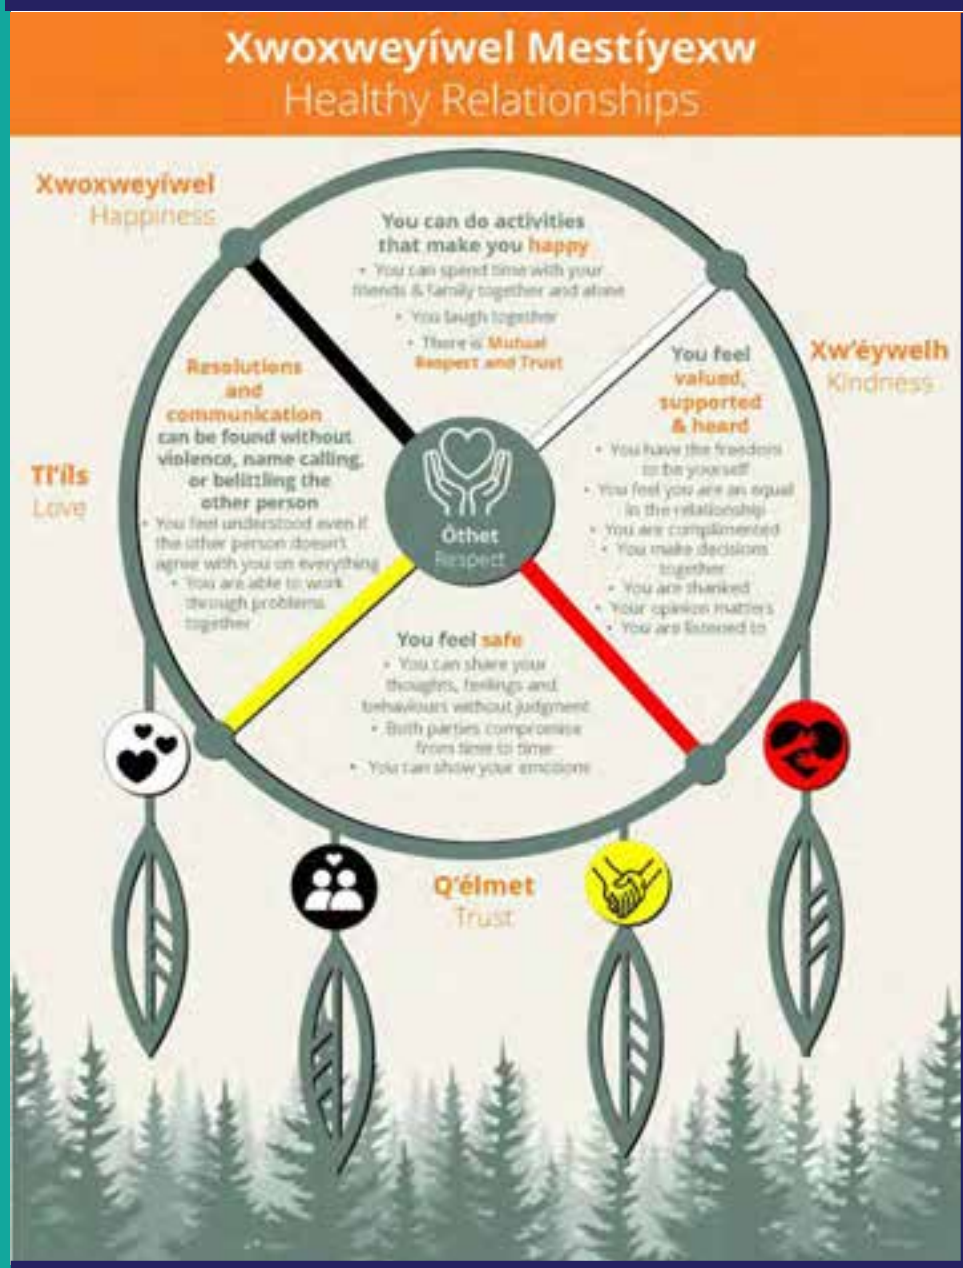 Xwoxweyíwel Mestíyexw
Healthy Relationships
Xwoxweyíwel
Happiness
You can do activities
that make you happy
• You can spend time with your
friends & family together and alone
• You laugh together
• There is Mutual
Respect and Trust
Xw'éywelh
Kindness
You feel
valued,
supported
& heard
• You have the freedom
to be yourself
• You feel you are an equal
in the relationship
• You are complimented
• You make decisions
together
• You are thanked
• Your opinion matters
• You are listened to
Resolutions
and
communication
can be found without
violence, name calling,
or belittling the
other person
• You feel understood even if
the other person doesn't
agree with you on everything
• You are able to work
through problems
together
Tl'íls
Love
Óthet
Respect
You feel safe
• You can share your
thoughts, feelings and
behaviours without judgment
• Both parties compromise
from time to time
• You can show your emotions
Q'élmet
Trust